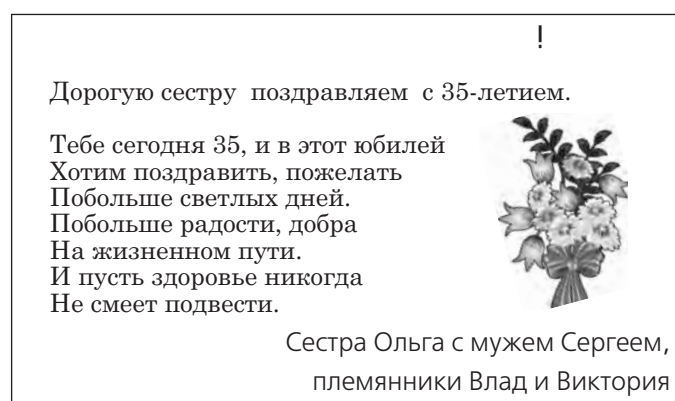 !
Дорогую сестру поздравляем с 35-летием.
Тебе сегодня 35, и в этот юбилей
Хотим поздравить, пожелать
Побольше светлых дней.
Побольше радости, добра
На жизненном пути.
И пусть здоровье никогда
Не смеет подвести.
Сестра Ольга с мужем Сергеем,
племянники Влад и Виктория